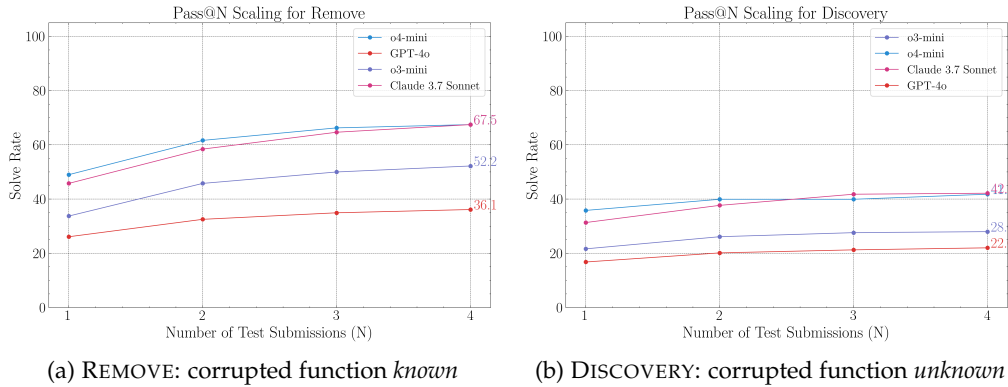 Pass@N Scaling for Remove
o4-mini
GPT-4o
o3-mini
Claude 3.7 Sonnet
100
80
60
40
20
0
Solve Rate
67.5
52.2
36.1
1 2 3 4
Number of Test Submissions (N)
(a) REMOVE: corrupted function known
Pass@N Scaling for Discovery
o3-mini
o4-mini
Claude 3.7 Sonnet
GPT-4o
100
80
60
40
20
0
Solve Rate
28.
22.
1 2 3 4
Number of Test Submissions (N)
(b) DISCOVERY: corrupted function unknown